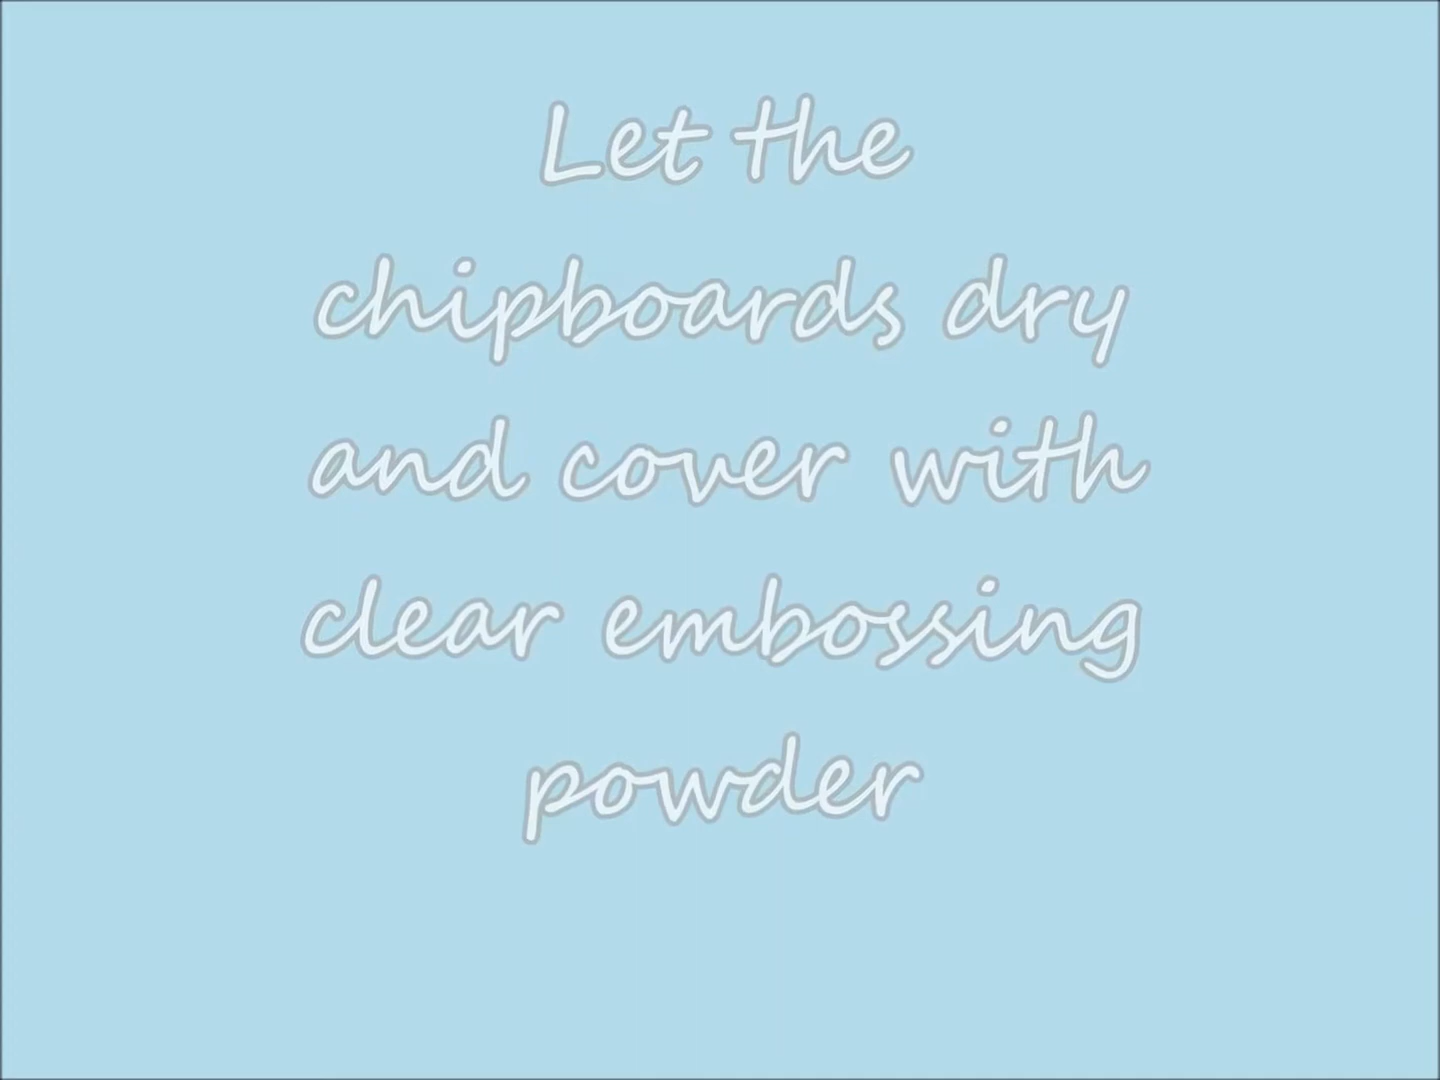 Let the
chipboards dry
and cover with
clear embossing
powder